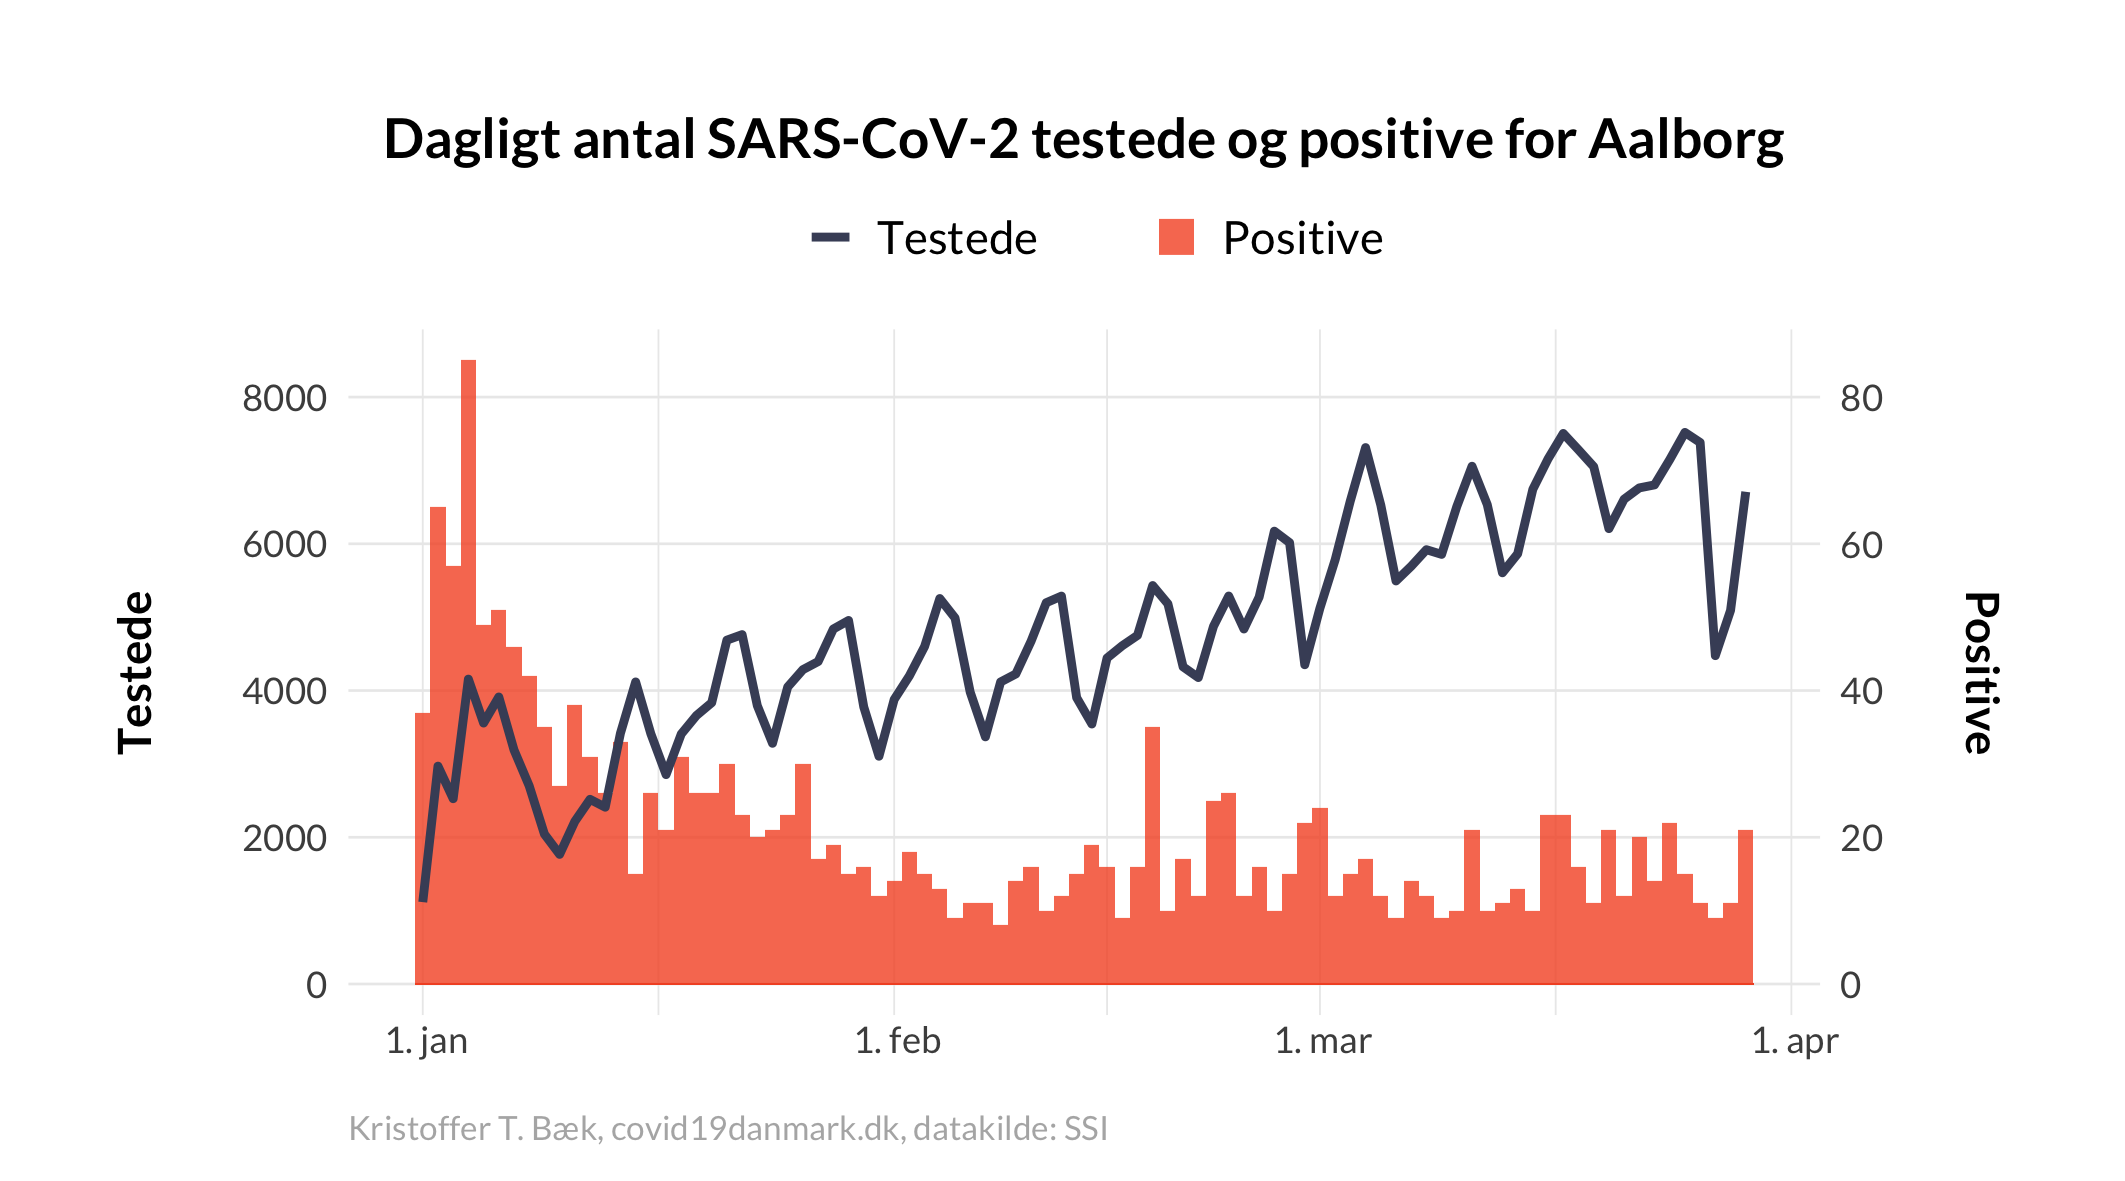 Dagligt antal SARS-CoV-2 testede og positive for Aalborg
Testede
Positive
8000
6000
4000
2000
0
Testede
80
60
40
20
0
Positive
1. jan
1. feb
1. mar
1. apr
Kristoffer T. Bæk, covid19danmark.dk, datakilde: SSI